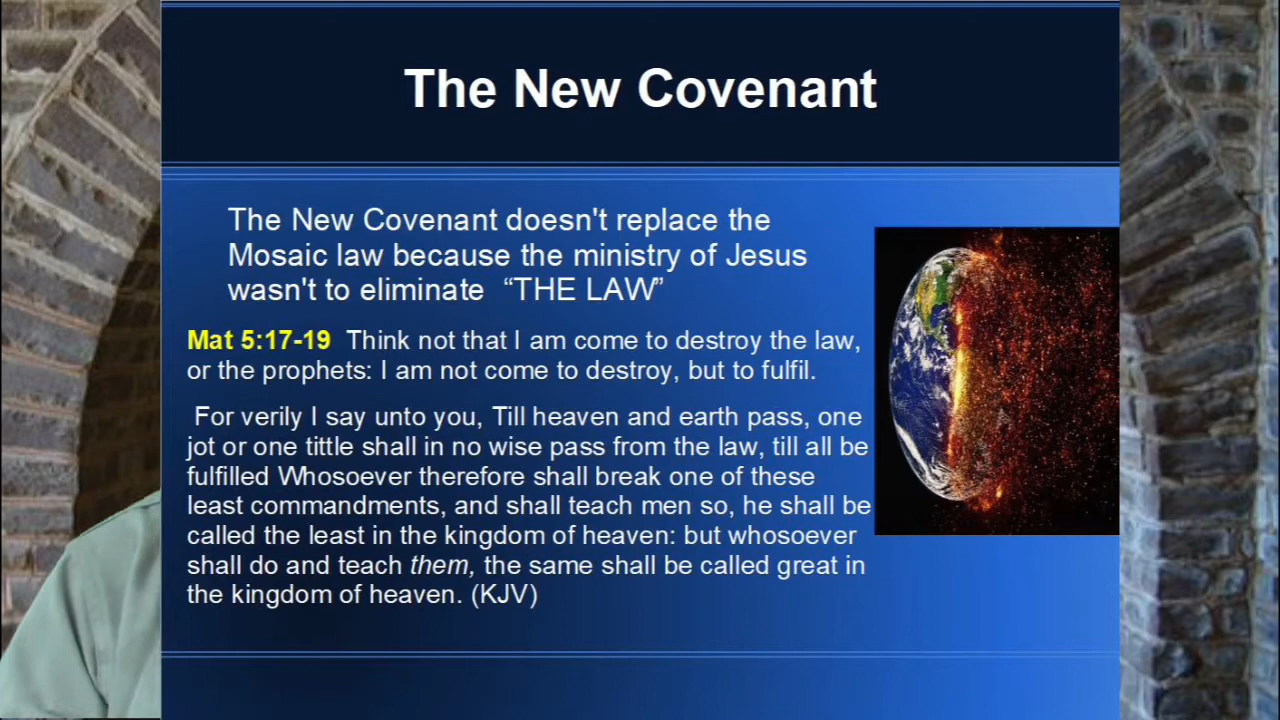 The New Covenant
The New Covenant doesn't replace the
Mosaic law because the ministry of Jesus
wasn't to eliminate “THE LAW”
Mat 5:17-19 Think not that I am come to destroy the law,
or the prophets: I am not come to destroy, but to fulfil.
For verily I say unto you, Till heaven and earth pass, one
jot or one tittle shall in no wise pass from the law, till all be
fulfilled Whosoever therefore shall break one of these
least commandments, and shall teach men so, he shall be
called the least in the kingdom of heaven: but whosoever
shall do and teach them, the same shall be called great in
the kingdom of heaven. (KJV)